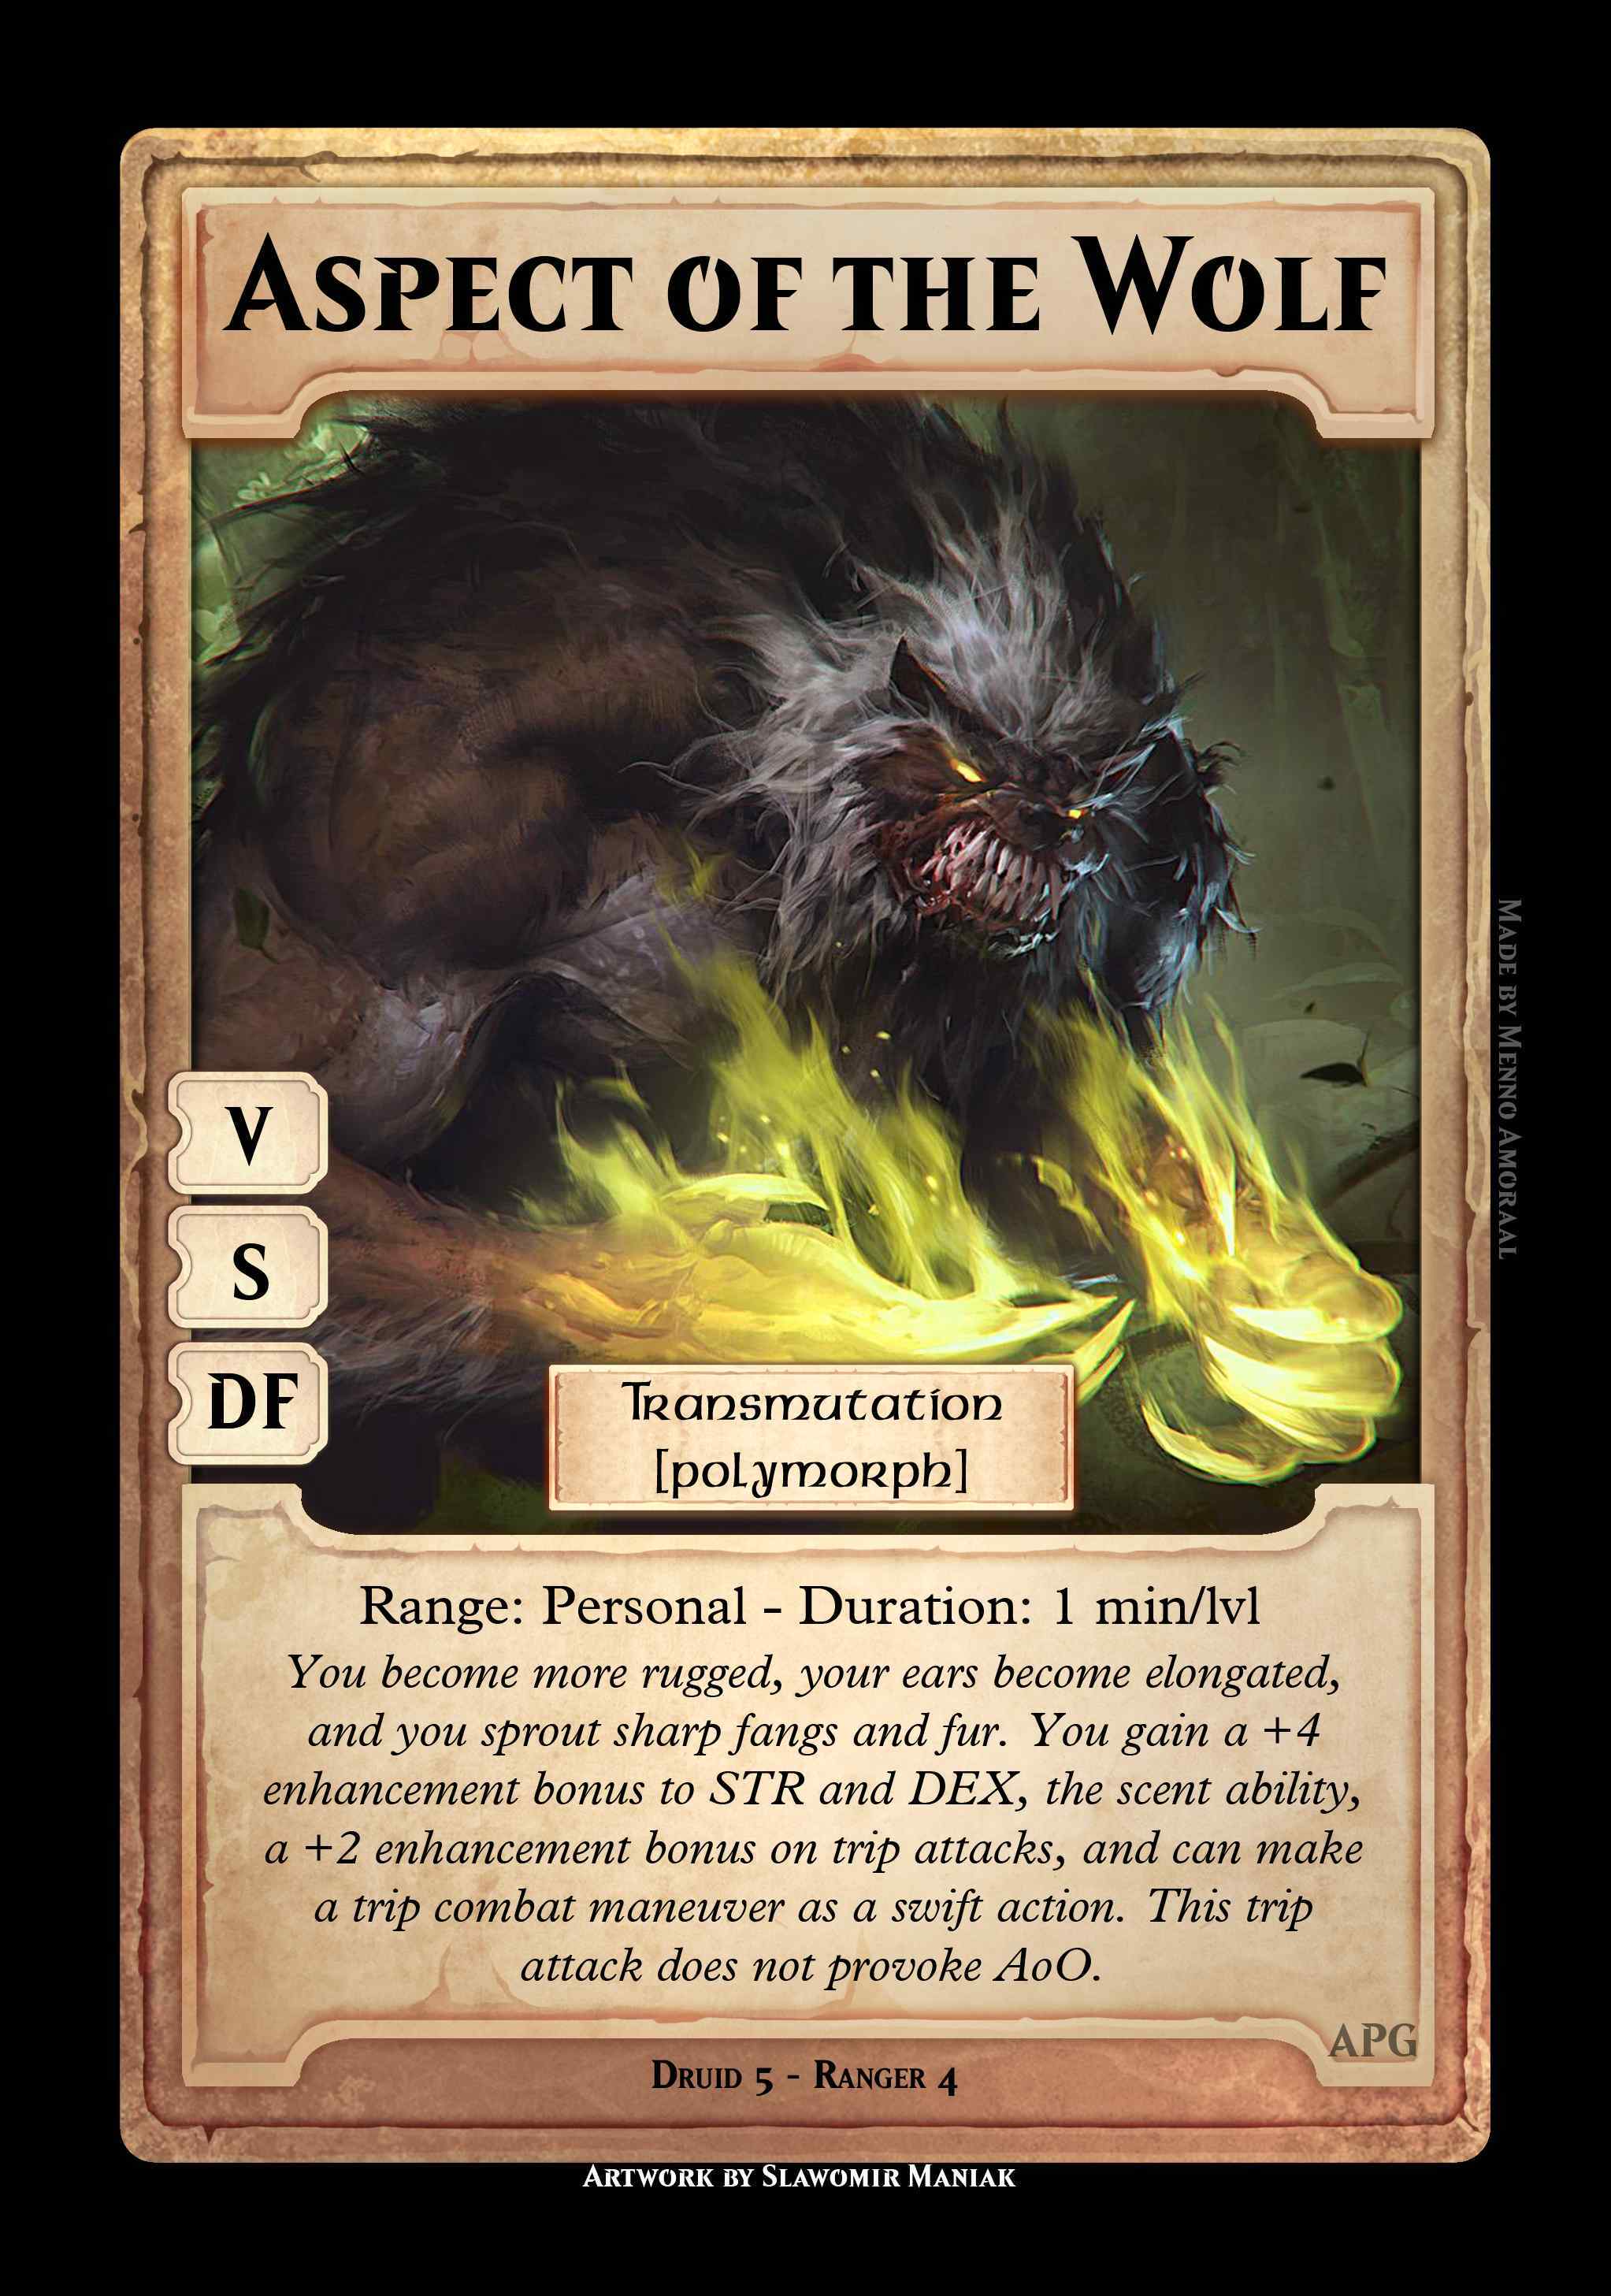 Aspect of the Wolf
V
S
DF
Transmutation
[polymorph]
Range: Personal - Duration: 1 min/lvl
You become more rugged, your ears become elongated,
and you sprout sharp fangs and fur. You gain a +4
enhancement bonus to STR and DEX, the scent ability,
a +2 enhancement bonus on trip attacks, and can make
a trip combat maneuver as a swift action. This trip
attack does not provoke AoO.
APG
Druid 5 - Ranger 4
Artwork by Slawomir Maniak
Made by Menno Amoraal